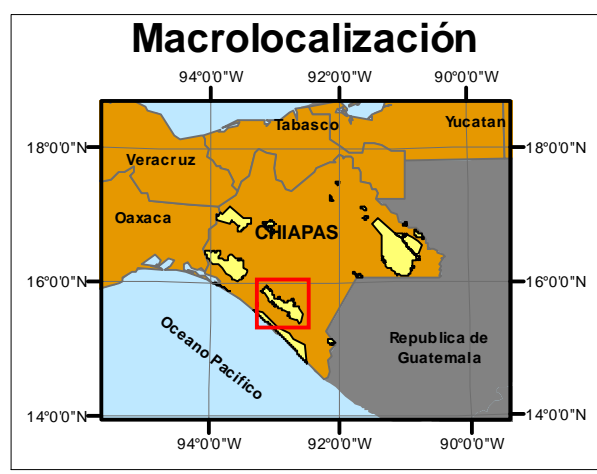 Macrolocalización
94°0'0"W 92°0'0"W 90°0'0"W
Tabasco
Yucatan
18°0'0"N
18°0'0"N
Veracruz
Oaxaca
CHIAPAS
16°0'0"N
16°0'0"N
Oceano Pacífico
Republica de
Guatemala
14°0'0"N
14°0'0"N
94°0'0"W 92°0'0"W 90°0'0"W